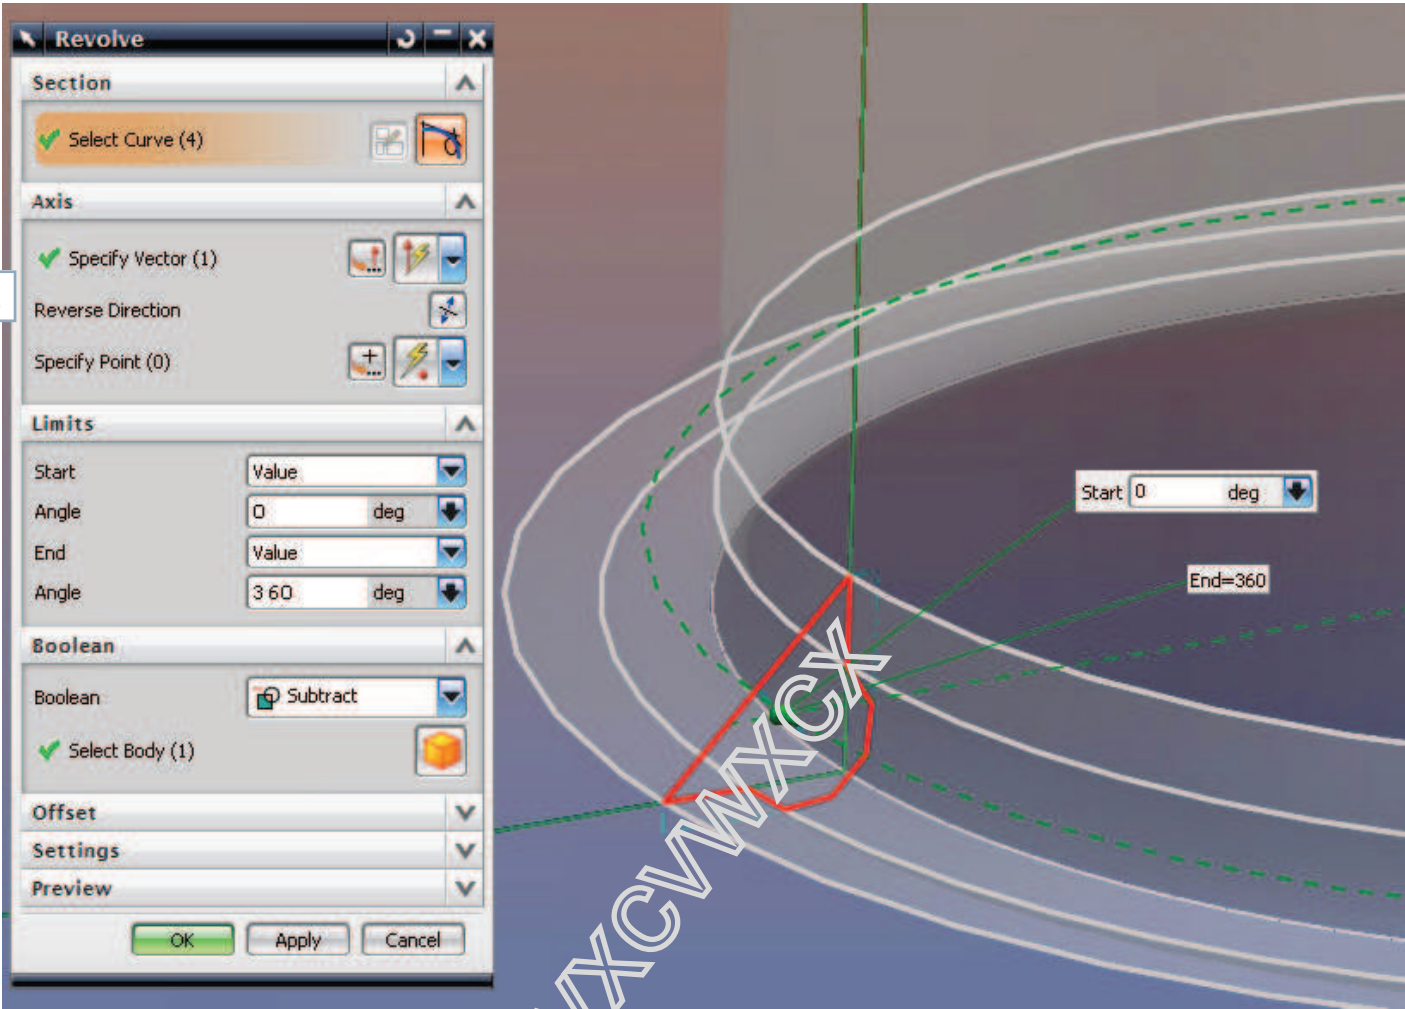 Revolve
Section
Select Curve (4)
Axis
Specify Vector (1)
Reverse Direction
Specify Point (0)
Limits
Start Value
Angle 0 deg
End Value
Angle 360 deg
Boolean
Boolean Subtract
Select Body (1)
Offset
Settings
Preview
OK Apply Cancel
Start 0 deg
End=360